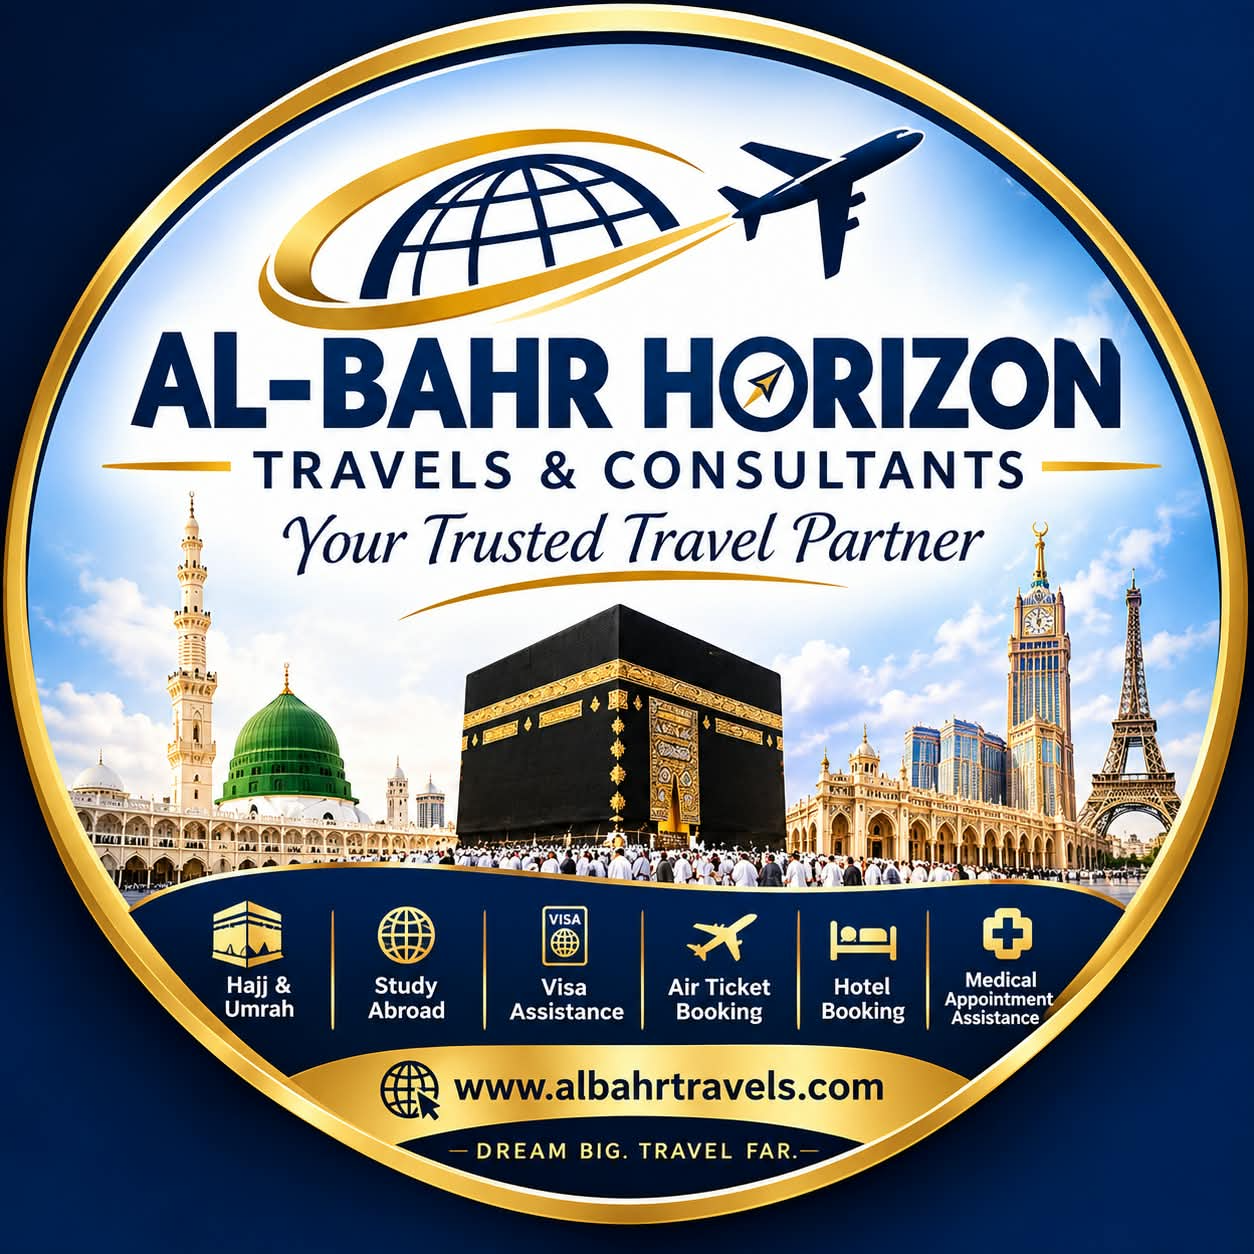 AL-BAHR HORIZON
TRAVELS & CONSULTANTS
Your Trusted Travel Partner
Hajj &
Umrah
Study
Abroad
VISA
Visa
Assistance
Air Ticket
Booking
Hotel
Booking
Medical
Appointment
Assistance
www.albahrtravels.com
DREAM BIG. TRAVEL FAR.